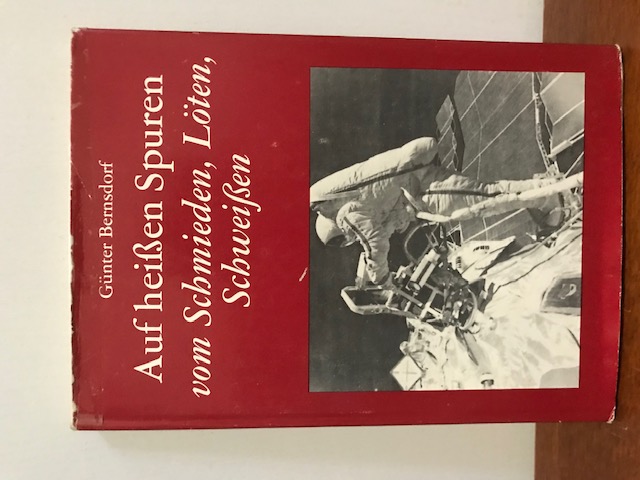 Günter Bernsdorf
Auf heißen Spuren
vom Schmieden, Löten,
Schweißen